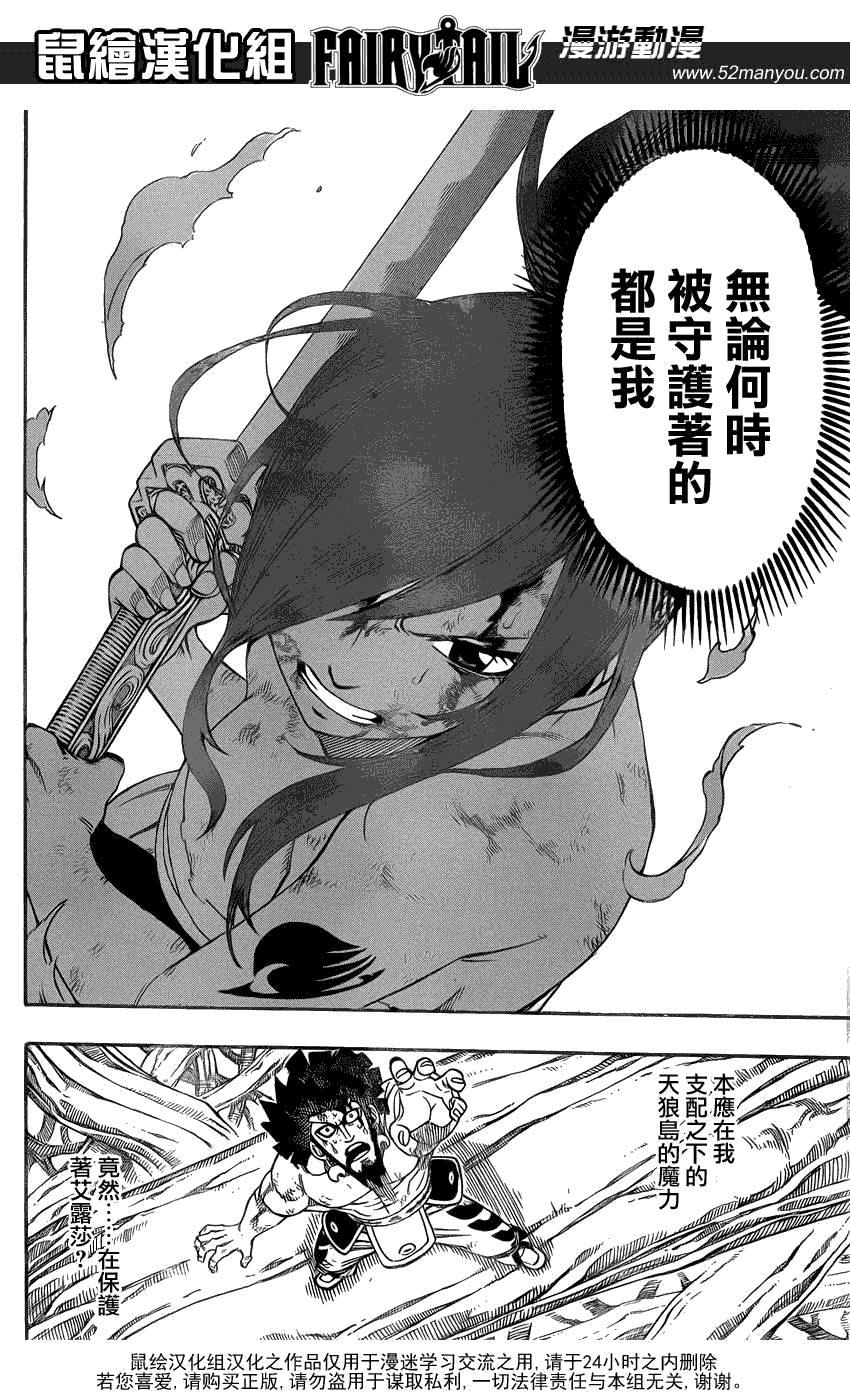 鼠繪漢化組
FAIRY TAIL
漫游動漫
www.52manyou.com
無論何時
被守護著的
都是我
本應在我
支配之下的
天狼島的魔力
竟然……在保護
著艾露莎？
鼠绘汉化组汉化之作品仅用于漫迷学习交流之用, 请于24小时之内删除
若您喜爱, 请购买正版, 请勿盗用于谋取私利, 一切法律责任与本组无关, 谢谢。